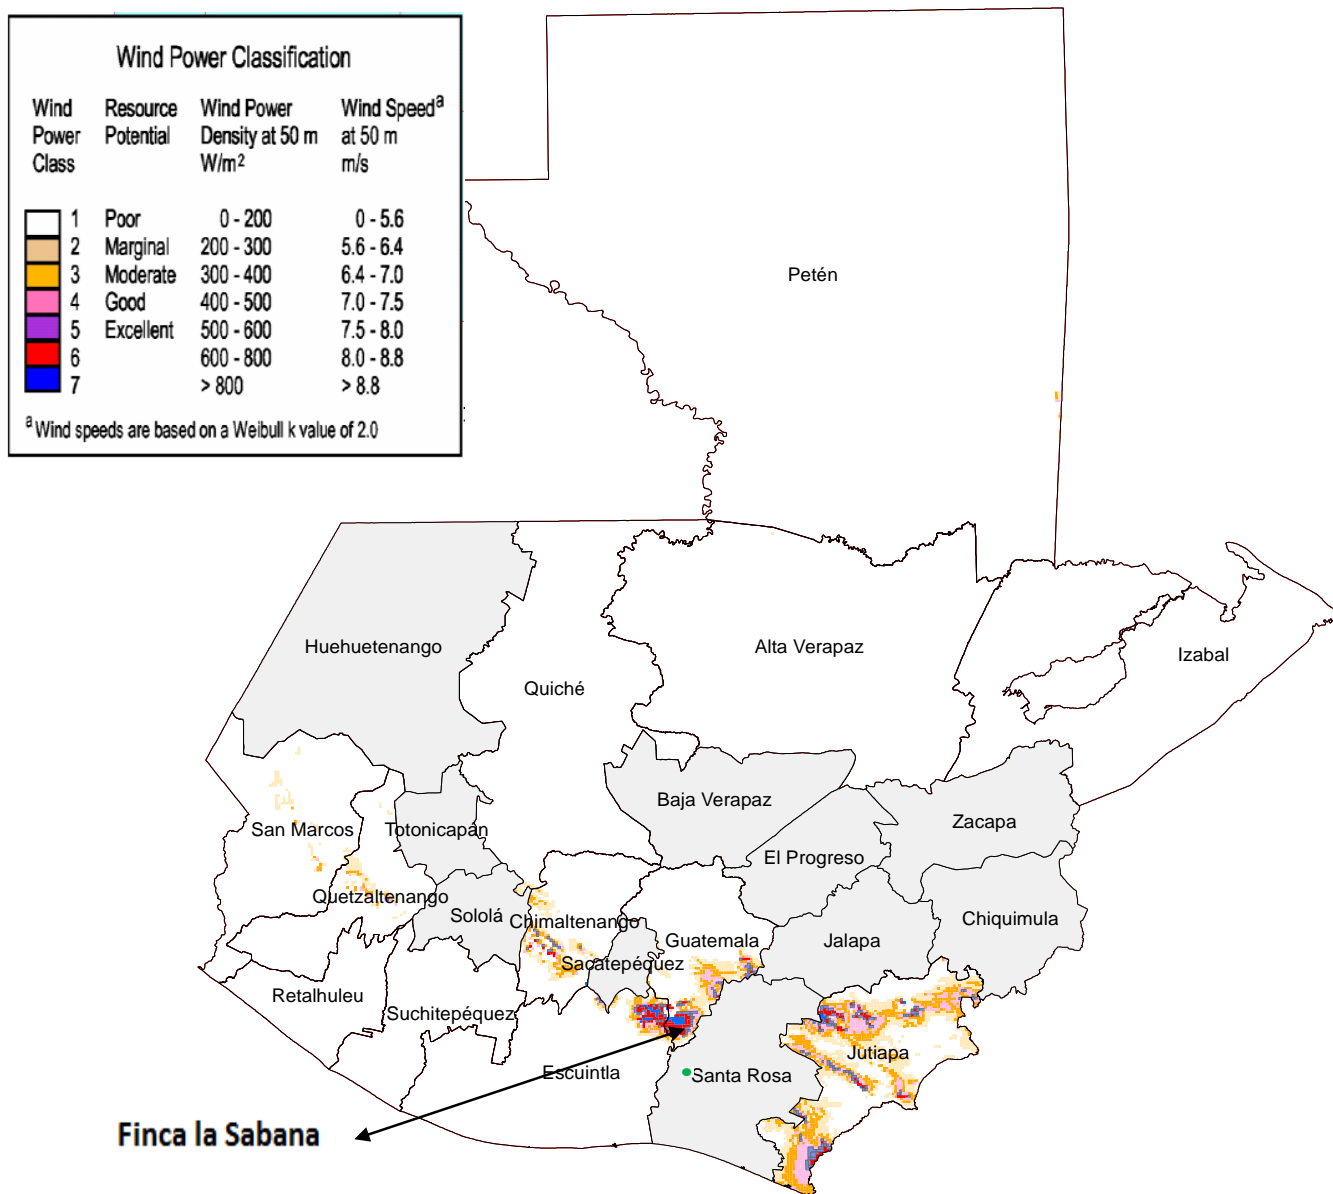 Wind Power Classification
Wind Power Class Resource Potential Wind Power Density at 50 m W/m² Wind Speedª at 50 m m/s
1 Poor 0 - 200 0 - 5.6
2 Marginal 200 - 300 5.6 - 6.4
3 Moderate 300 - 400 6.4 - 7.0
4 Good 400 - 500 7.0 - 7.5
5 Excellent 500 - 600 7.5 - 8.0
6 600 - 800 8.0 - 8.8
7 > 800 > 8.8
ª Wind speeds are based on a Weibull k value of 2.0
Petén
Huehuetenango
Quiché
Alta Verapaz
Izabal
Baja Verapaz
San Marcos
Totonicapán
El Progreso
Zacapa
Quetzaltenango
Sololá
Chimaltenango
Guatemala
Jalapa
Chiquimula
Sacatepéquez
Retalhuleu
Suchitepéquez
Jutiapa
Escuintla
Santa Rosa
Finca la Sabana